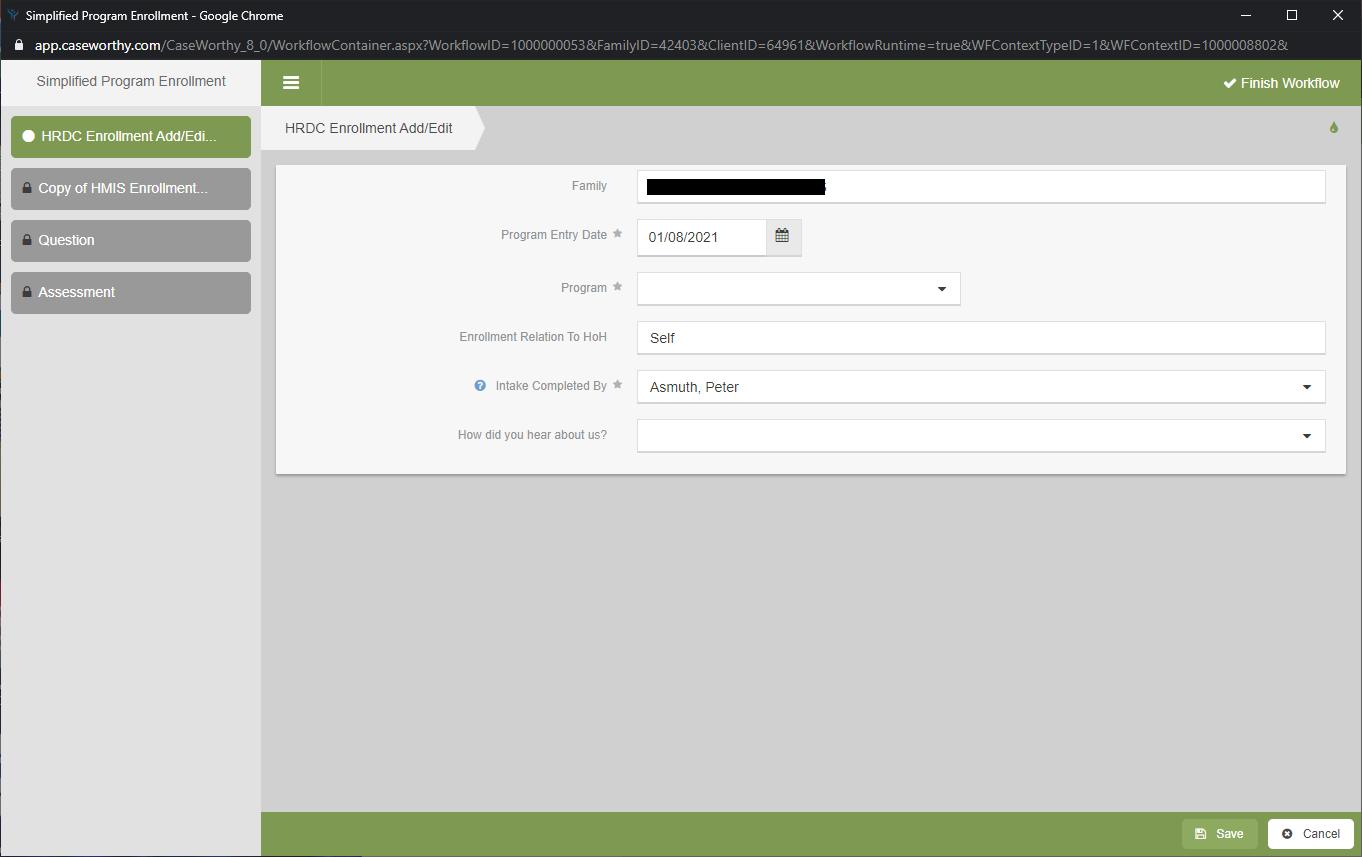 Simplified Program Enrollment - Google Chrome
app.caseworthy.com/CaseWorthy_8_0/WorkflowContainer.aspx?WorkflowID=1000000053&FamilyID=42403&ClientID=64961&WorkflowRuntime=true&WFContextTypeID=1&WFContextID=1000008802&
Simplified Program Enrollment
Finish Workflow
HRDC Enrollment Add/Edi...
Copy of HMIS Enrollment...
Question
Assessment
HRDC Enrollment Add/Edit
Family
Program Entry Date 01/08/2021
Program
Enrollment Relation To HoH Self
Intake Completed By Asmuth, Peter
How did you hear about us?
Save Cancel